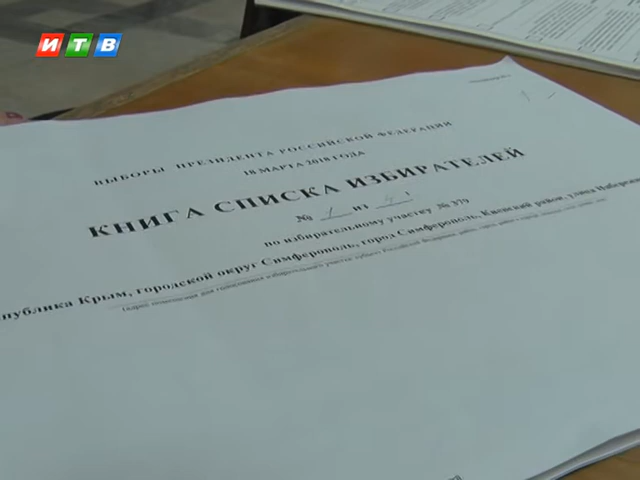 ИТВ
ВЫБОРЫ ПРЕЗИДЕНТА РОССИЙСКОЙ ФЕДЕРАЦИИ
18 МАРТА 2018 ГОДА
КНИГА СПИСКА ИЗБИРАТЕЛЕЙ
№ 1 из
по избирательному участку № 379
публика Крым, городской округ Симферополь, город Симферополь, Киевский район, улица Набереж